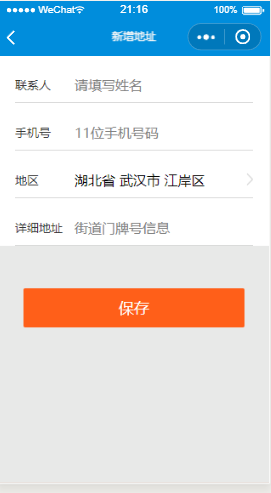 WeChat 21:16 100%
新增地址
联系人 请填写姓名
手机号 11位手机号码
地区 湖北省 武汉市 江岸区
详细地址 街道门牌号信息
保存